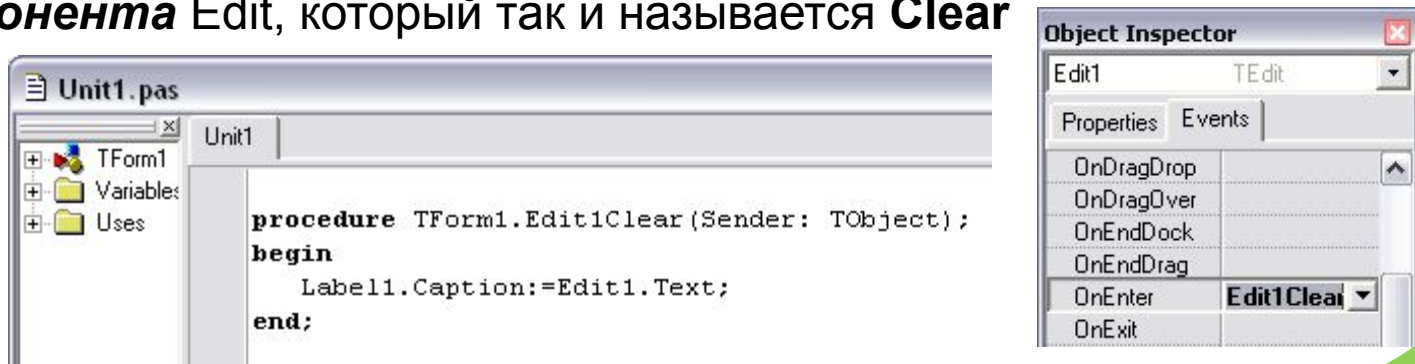 онента Edit, который так и называется Clear
Unit1.pas
TForm1
Variables
Uses
Unit1
procedure TForm1.Edit1Clear(Sender: TObject);
begin
Label1.Caption:=Edit1.Text;
end;
Object Inspector
Edit1 TEdit
Properties Events
OnDragDrop
OnDragOver
OnEndDock
OnEndDrag
OnEnter Edit1Clear
OnExit